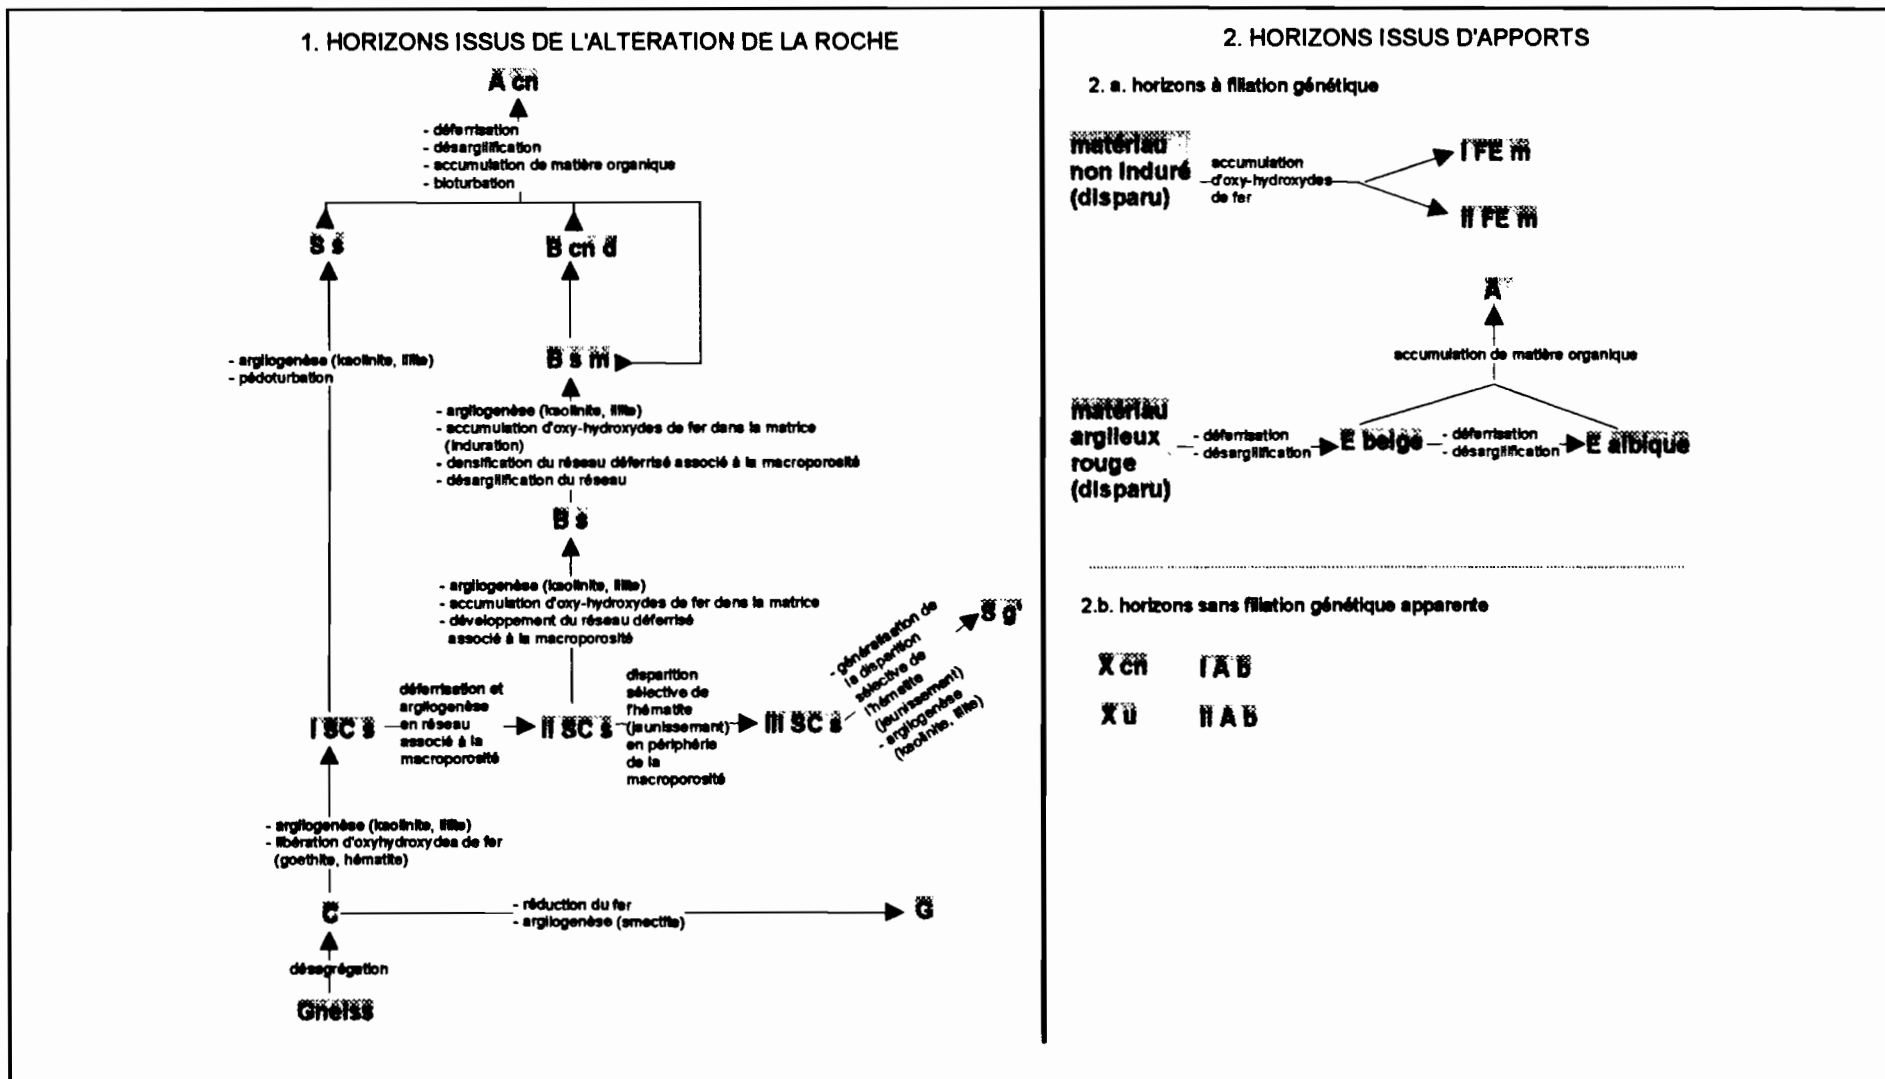 1. HORIZONS ISSUS DE L'ALTERATION DE LA ROCHE
A cn
- déferrisation
- désargilification
- accumulation de matière organique
- bioturbation
S s
B cn d
- argilogenèse (kaolinite, illite)
- pédoturbation
B s m
- argilogenèse (kaolinite, illite)
- accumulation d'oxy-hydroxydes de fer dans la matrice
(induration)
- densification du réseau déferrisé associé à la macroporosité
- désargilification du réseau
B s
- argilogenèse (kaolinite, illite)
- accumulation d'oxy-hydroxydes de fer dens la matrice
- développement du réseau déferrisé
associé à la macroporosité
I SC s
déferrisation et
argilogenèse
en réseau
associé à la
macroporosité
II SC s
disparition
sélective de
l'hématite
(jaunissement)
en périphérie
de la
macroporosité
III SC s
- généralisation de
la disparition
sélective de
l'hématite
(jaunissement)
- argilogenèse
(kaolinite, illite)
S g'
- argilogenèse (kaolinite, illite)
- libération d'oxyhydroxydea de fer
(goethite, hématite)
C
- réduction du fer
- argilogenèse (smectite)
G
désagrégation
Gneiss
2. HORIZONS ISSUS D'APPORTS
2. a. horizons à filiation génétique
matériau
non induré
(disparu)
accumulation
d'oxy-hydroxydes
de fer
I FE m
II FE m
A
accumulation de matière organique
matériau
argileux
rouge
(disparu)
- déferrisation
- désargilification
E beige
- déferrisation
- désargilification
E albique
2.b. horizons sans filiation génétique apparente
X cn
I A b
X u
II A b